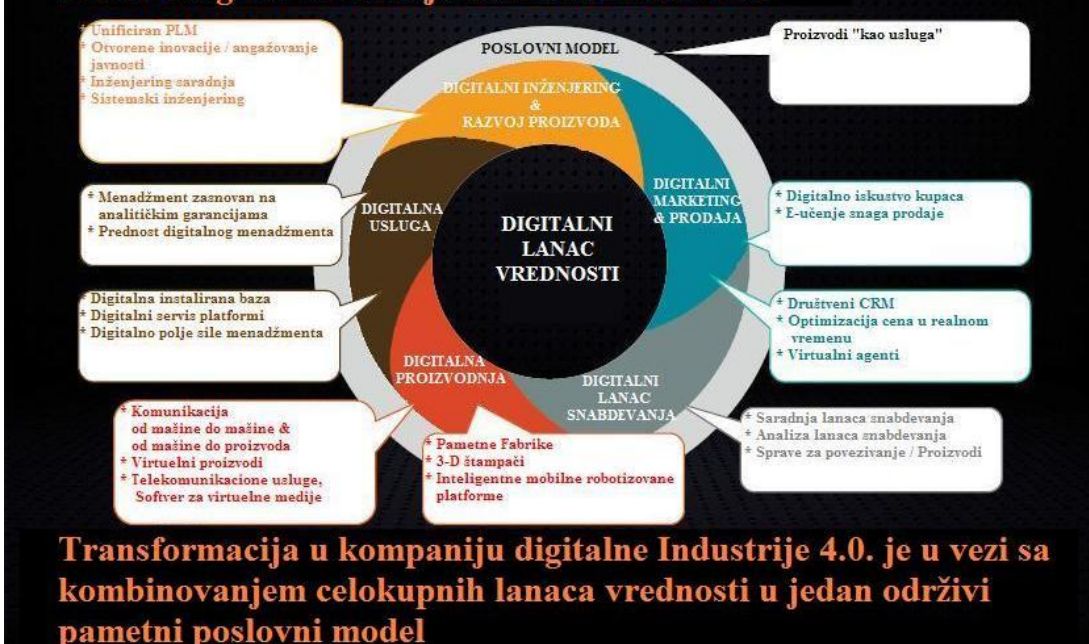 * Unificiran PLM
* Otvorene inovacije / angažovanje
javnosti
* Inženjering saradnja
* Sistemski inženjering
POSLOVNI MODEL
Proizvodi "kao usluga"
DIGITALNI INŽENJERING
&
RAZVOJ PROIZVODA
* Menadžment zasnovan na
analitičkim garancijama
* Prednost digitalnog menadžmenta
DIGITALNA
USLUGA
DIGITALNI
LANAC
VREDNOSTI
DIGITALNI
MARKETING
& PRODAJA
* Digitalno iskustvo kupaca
* E-učenje snaga prodaje
* Digitalna instalirana baza
* Digitalni servis platformi
* Digitalno polje sile menadžmenta
* Društveni CRM
* Optimizacija cena u realnom
vremenu
* Virtualni agenti
DIGITALNA
PROIZVODNJA
DIGITALNI
LANAC
SNABDEVANJA
* Komunikacija
od mašine do mašine &
od mašine do proizvoda
* Virtuelni proizvodi
* Telekomunikacione usluge,
Softver za virtuelne medije
* Pametne Fabrike
* 3-D štampači
* Inteligentne mobilne robotizovane
platforme
* Saradnja lanaca snabdevanja
* Analiza lanaca snabdevanja
* Sprave za povezivanje / Proizvodi
Transformacija u kompaniju digitalne Industrije 4.0. je u vezi sa
kombinovanjem celokupnih lanaca vrednosti u jedan održivi
pametni poslovni model